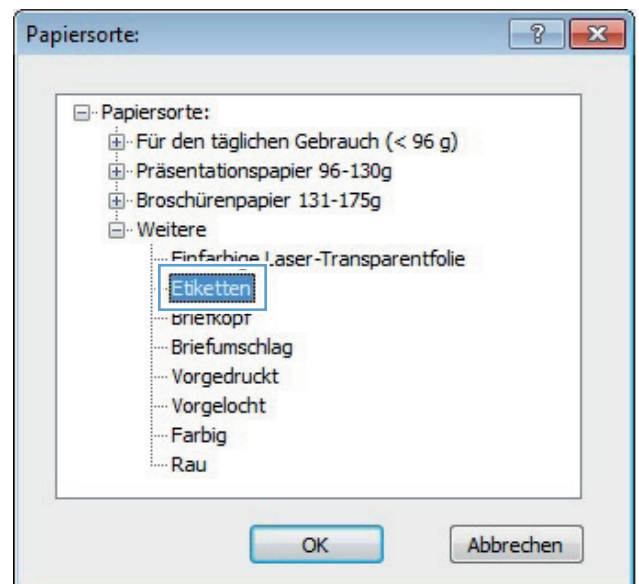 Papiersorte:
Papiersorte:
Für den täglichen Gebrauch (< 96 g)
Präsentationspapier 96-130g
Broschürenpapier 131-175g
Weitere
Einfarbige Laser-Transparentfolie
Etiketten
Briefkopf
Briefumschlag
Vorgedruckt
Vorgelocht
Farbig
Rau
OK Abbrechen